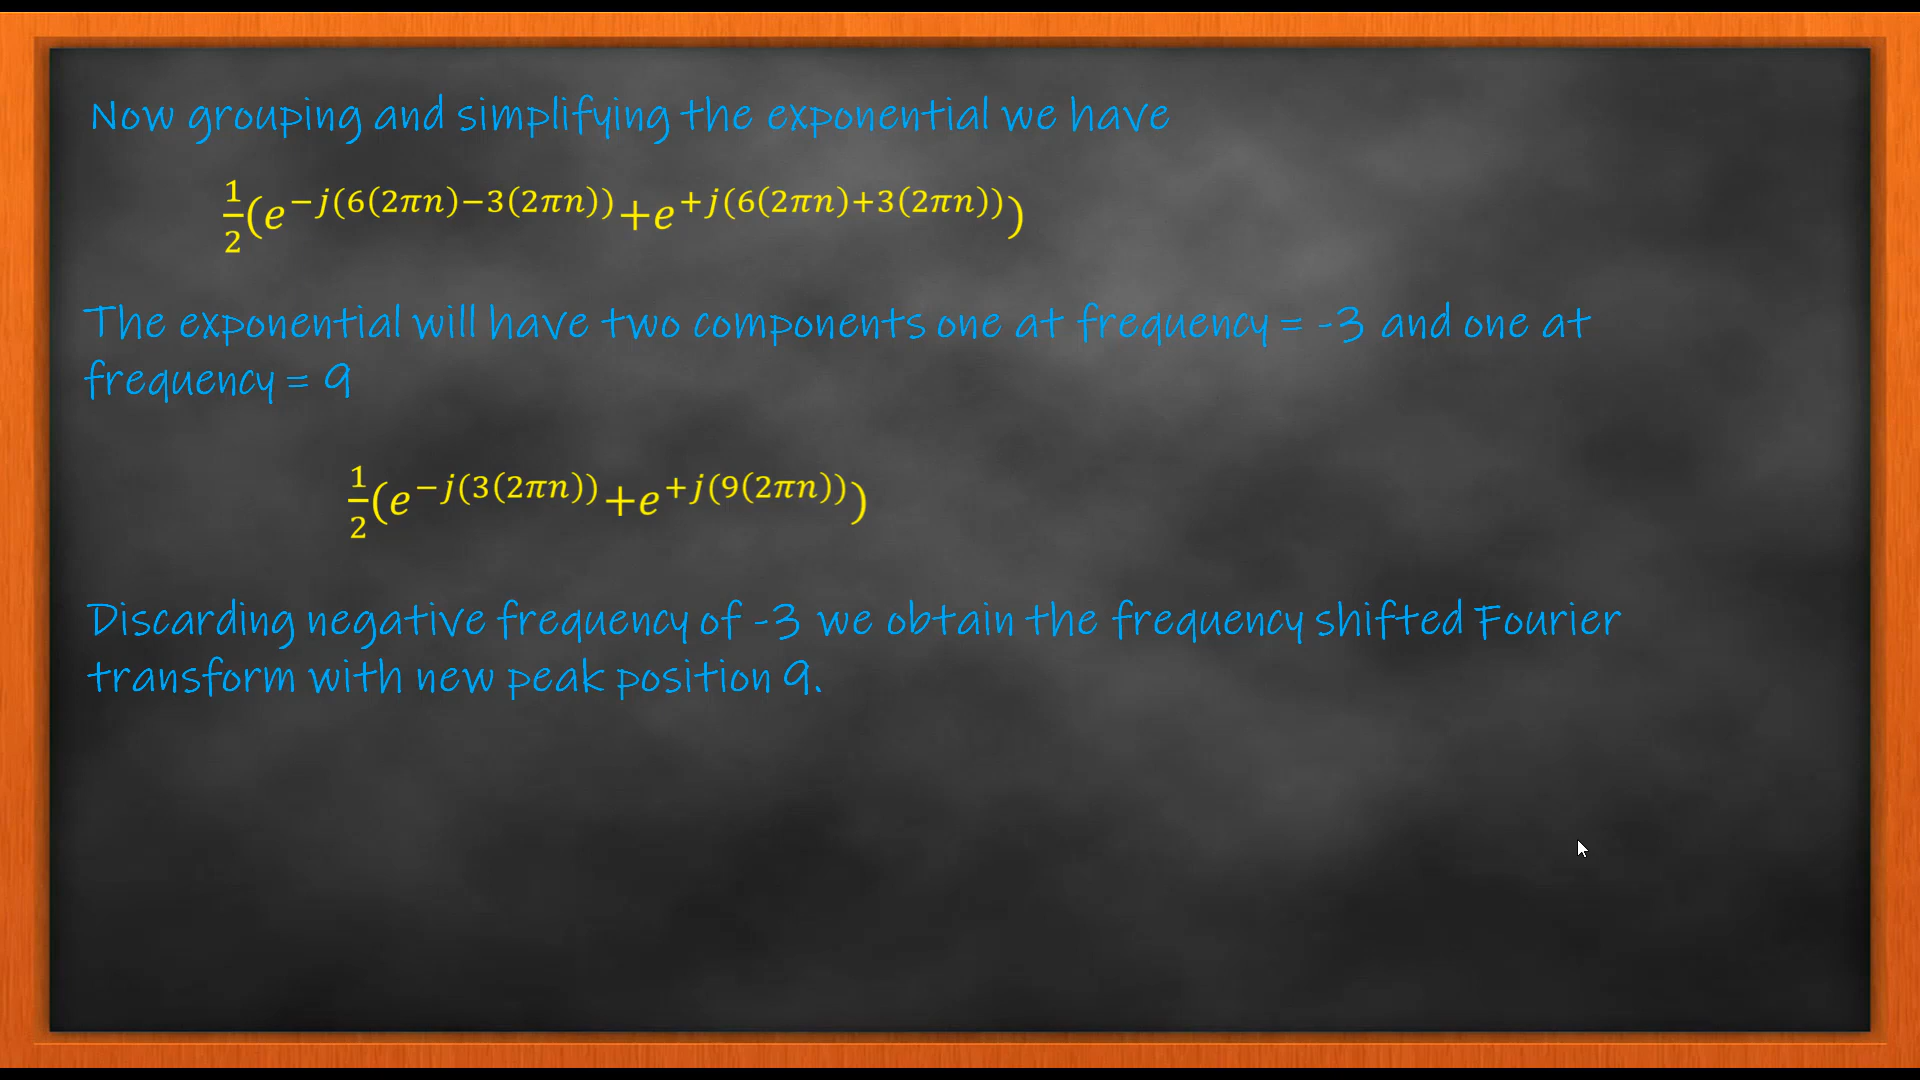 Now grouping and simplifying the exponential we have
½(e^{−j(6(2πn)−3(2πn))}+e^{+j(6(2πn)+3(2πn))})
The exponential will have two components one at frequency = -3 and one at
frequency = 9
½(e^{−j(3(2πn))}+e^{+j(9(2πn))})
Discarding negative frequency of -3 we obtain the frequency shifted Fourier
transform with new peak position 9.